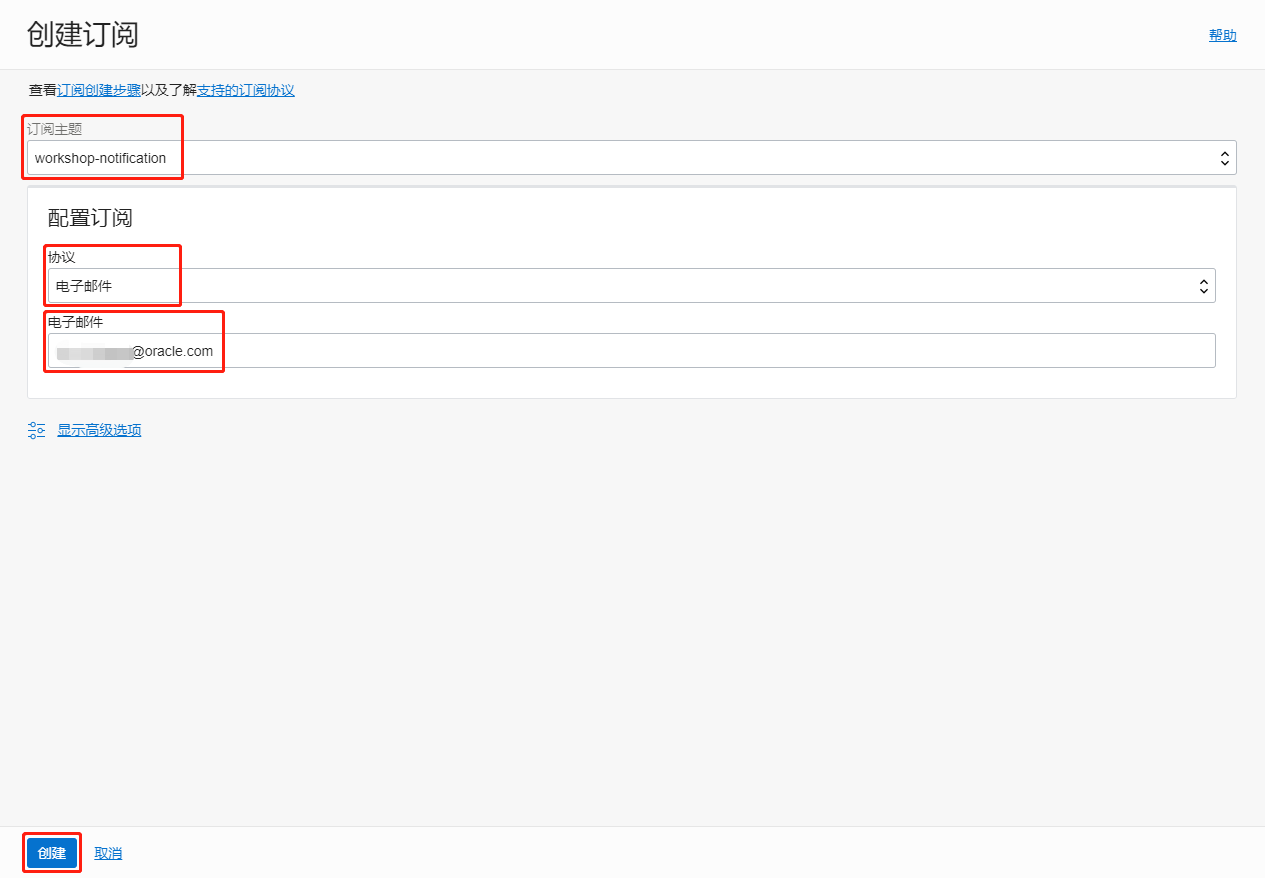 创建订阅
帮助
查看订阅创建步骤以及了解支持的订阅协议
订阅主题
workshop-notification
配置订阅
协议
电子邮件
电子邮件
@oracle.com
显示高级选项
创建 取消